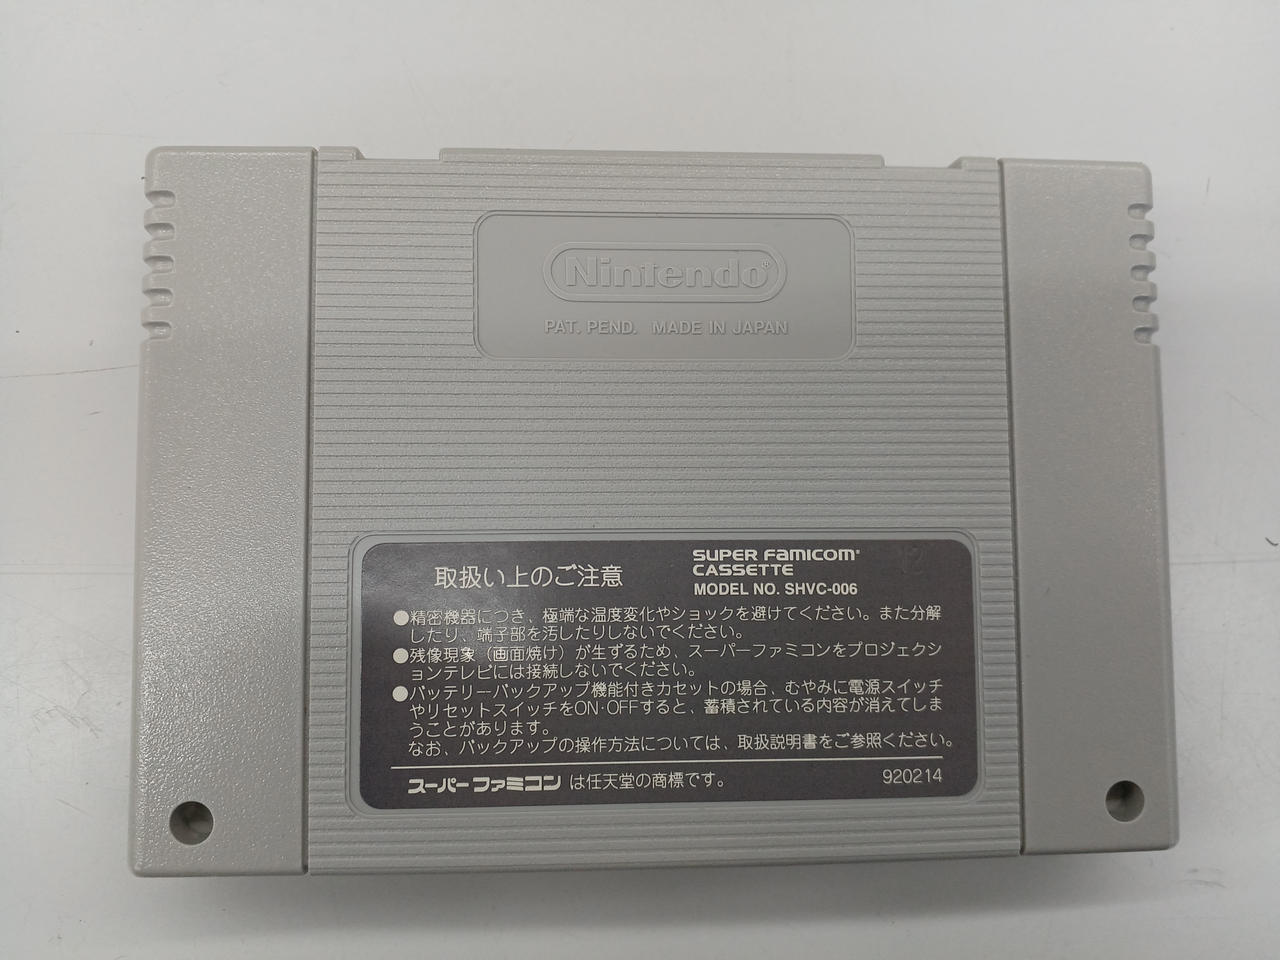 Nintendo®
PAT. PEND. MADE IN JAPAN
取扱い上のご注意
SUPER FAMICOM®
CASSETTE
MODEL NO. SHVC-006
12
●精密機器につき、極端な温度変化やショックを避けてください。また分解
したり、端子部を汚したりしないでください。
●残像現象（画面焼け）が生ずるため、スーパーファミコンをプロジェクシ
ョンテレビには接続しないでください。
●バッテリーバックアップ機能付きカセットの場合、むやみに電源スイッチ
やリセットスイッチをON·OFFすると、蓄積されている内容が消えてしま
うことがあります。
なお、バックアップの操作方法については、取扱説明書をご参照ください。
スーパーファミコンは任天堂の商標です。
920214